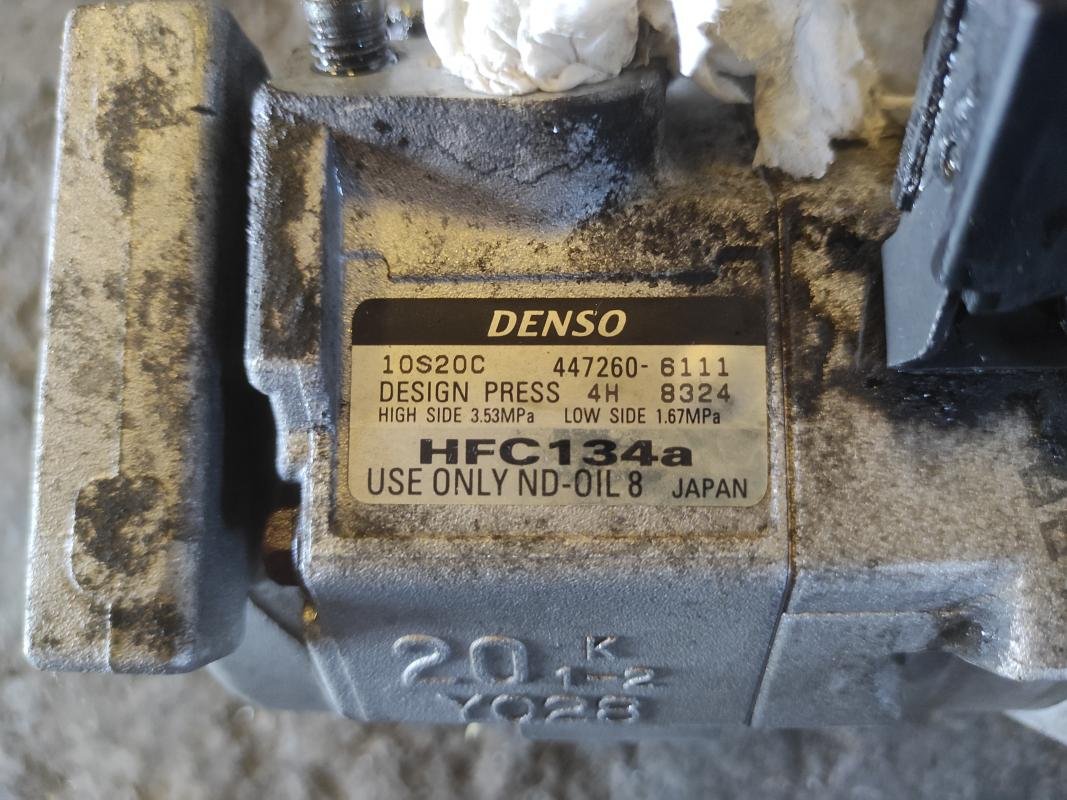 DENSO
10S20C 447260-6111
DESIGN PRESS 4H 8324
HIGH SIDE 3.53MPa LOW SIDE 1.67MPa
HFC134a
USE ONLY ND-OIL 8 JAPAN
20 K
1-2
YQ28